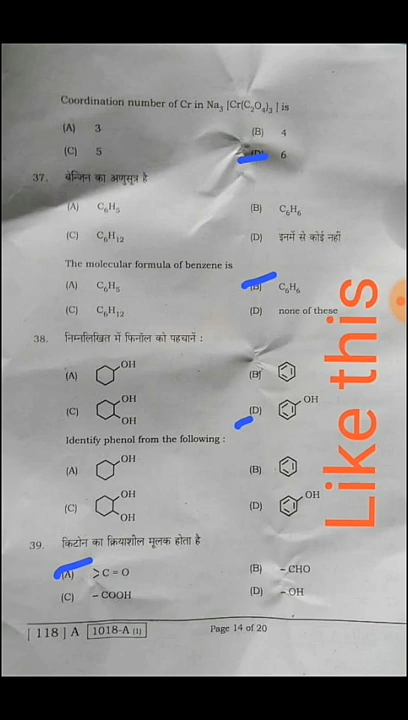 Coordination number of Cr in Na₃ [Cr(C₂O₄)₃ ] is
(A) 3 (B) 4
(C) 5 (D) 6
37. बेन्जिन का अणुसूत्र है
(A) C₆H₅ (B) C₆H₆
(C) C₆H₁₂ (D) इनमें से कोई नहीं
The molecular formula of benzene is
(A) C₆H₅ (B) C₆H₆
(C) C₆H₁₂ (D) none of these
38. निम्नलिखित में फिनॉल को पहचानें :
(A) OH (B)
(C) OH OH (D) OH
Identify phenol from the following :
(A) OH (B)
(C) OH OH (D) OH
39. किटोन का क्रियाशील मूलक होता है
(A) >C = O (B) – CHO
(C) – COOH (D) – OH
[ 118 ] A 1018-A (1) Page 14 of 20
Like this